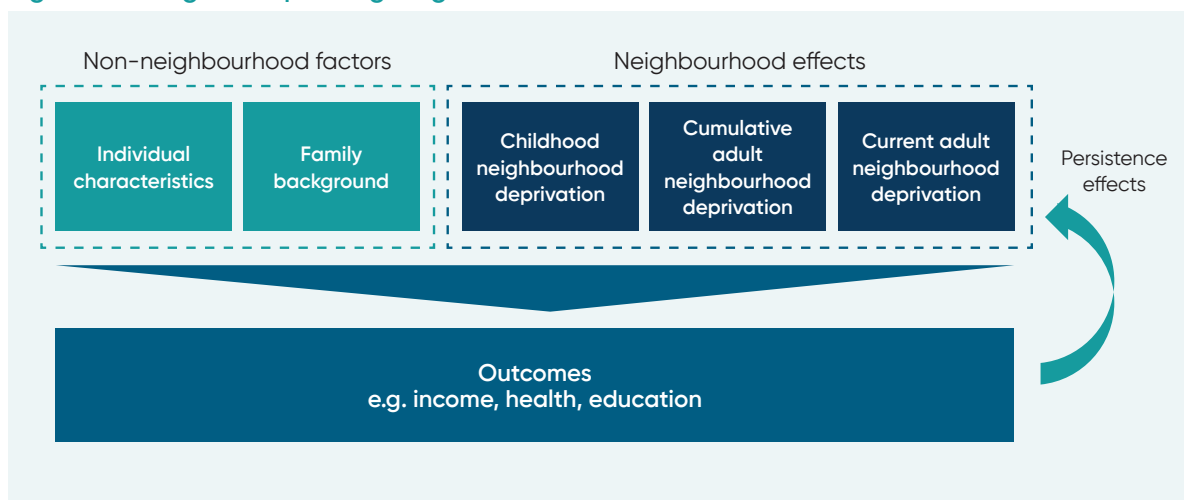 Non-neighbourhood factors
Neighbourhood effects
Individual
characteristics
Family
background
Childhood
neighbourhood
deprivation
Cumulative
adult
neighbourhood
deprivation
Current adult
neighbourhood
deprivation
Persistence
effects
Outcomes
e.g. income, health, education